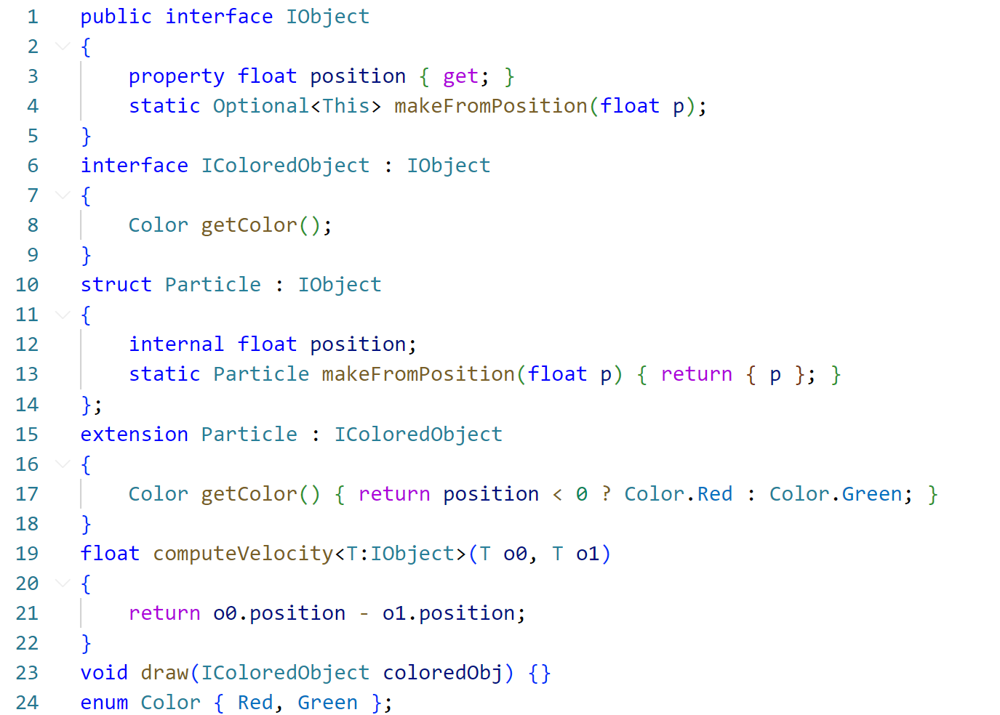 1 public interface IObject
2 {
3     property float position { get; }
4     static Optional<This> makeFromPosition(float p);
5 }
6 interface IColoredObject : IObject
7 {
8     Color getColor();
9 }
10 struct Particle : IObject
11 {
12     internal float position;
13     static Particle makeFromPosition(float p) { return { p }; }
14 };
15 extension Particle : IColoredObject
16 {
17     Color getColor() { return position < 0 ? Color.Red : Color.Green; }
18 }
19 float computeVelocity<T:IObject>(T o0, T o1)
20 {
21     return o0.position - o1.position;
22 }
23 void draw(IColoredObject coloredObj) {}
24 enum Color { Red, Green };